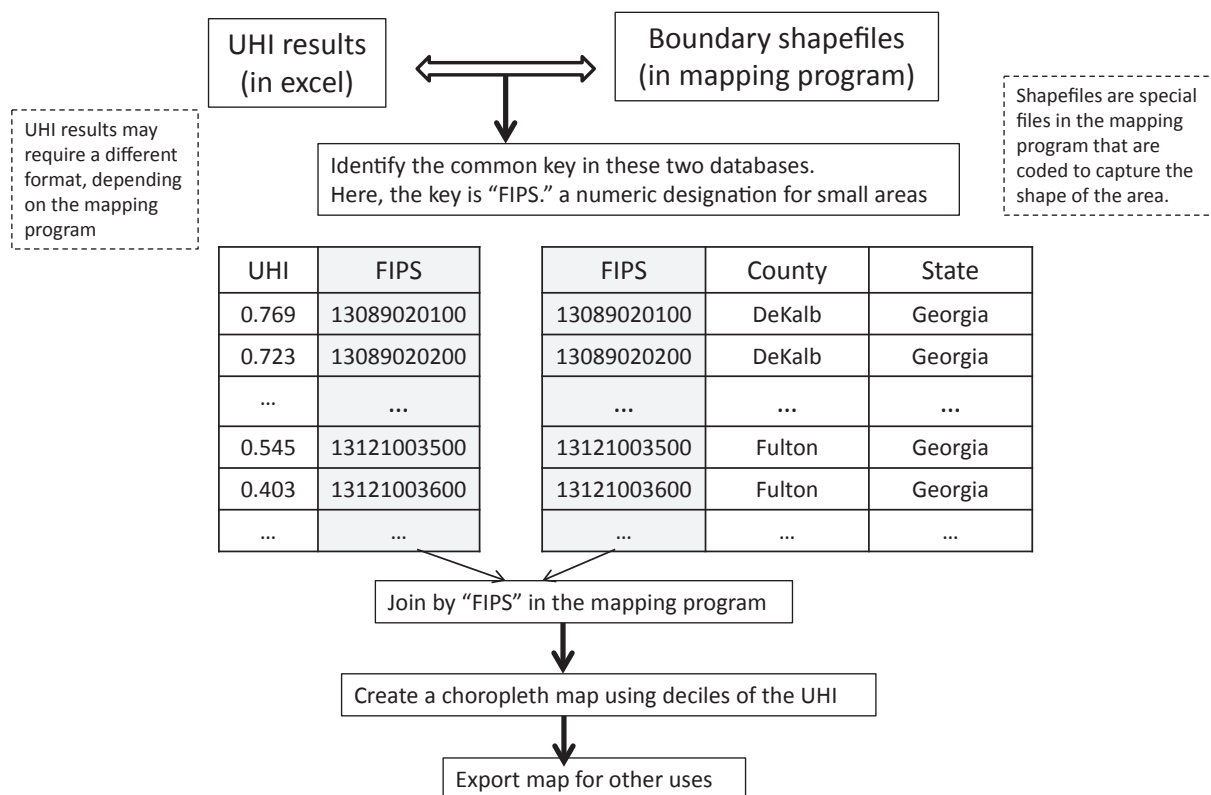 UHI results
(in excel)
Boundary shapefiles
(in mapping program)
UHI results may
require a different
format, depending
on the mapping
program
Shapefiles are special
files in the mapping
program that are
coded to capture the
shape of the area.
Identify the common key in these two databases.
Here, the key is “FIPS.” a numeric designation for small areas
UHI FIPS FIPS County State
0.769 13089020100 13089020100 DeKalb Georgia
0.723 13089020200 13089020200 DeKalb Georgia
... ... ... ... ...
0.545 13121003500 13121003500 Fulton Georgia
0.403 13121003600 13121003600 Fulton Georgia
... ... ... ... ...
Join by “FIPS” in the mapping program
Create a choropleth map using deciles of the UHI
Export map for other uses